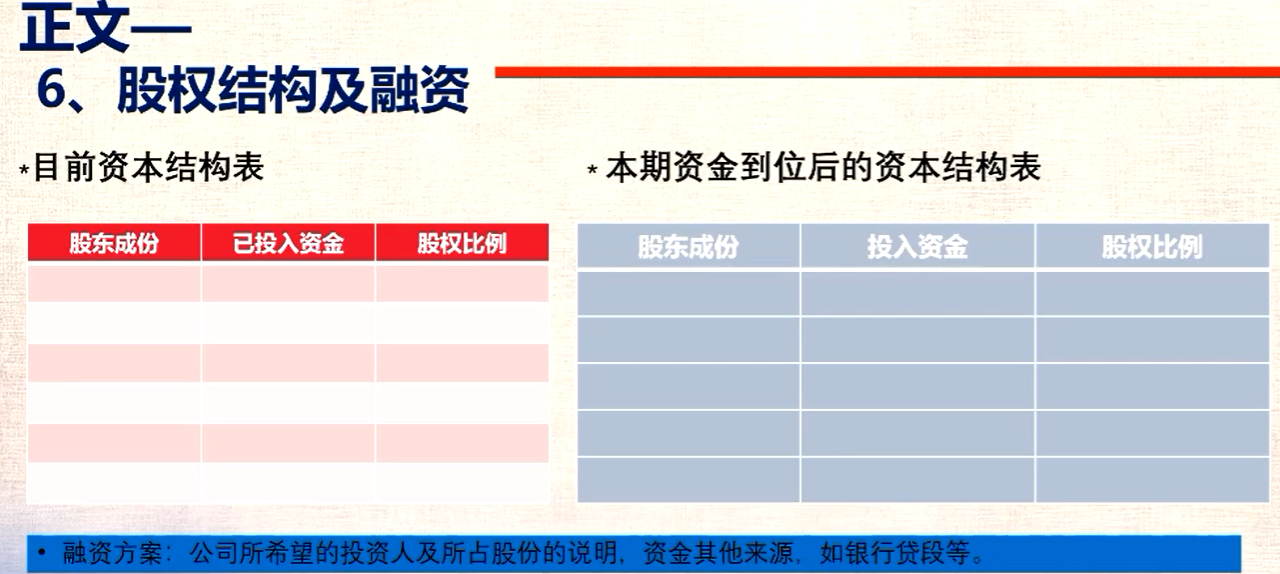 正文—
6、股权结构及融资
*目前资本结构表
* 本期资金到位后的资本结构表
股东成份 已投入资金 股权比例
股东成份 投入资金 股权比例
• 融资方案：公司所希望的投资人及所占股份的说明，资金其他来源，如银行贷段等。